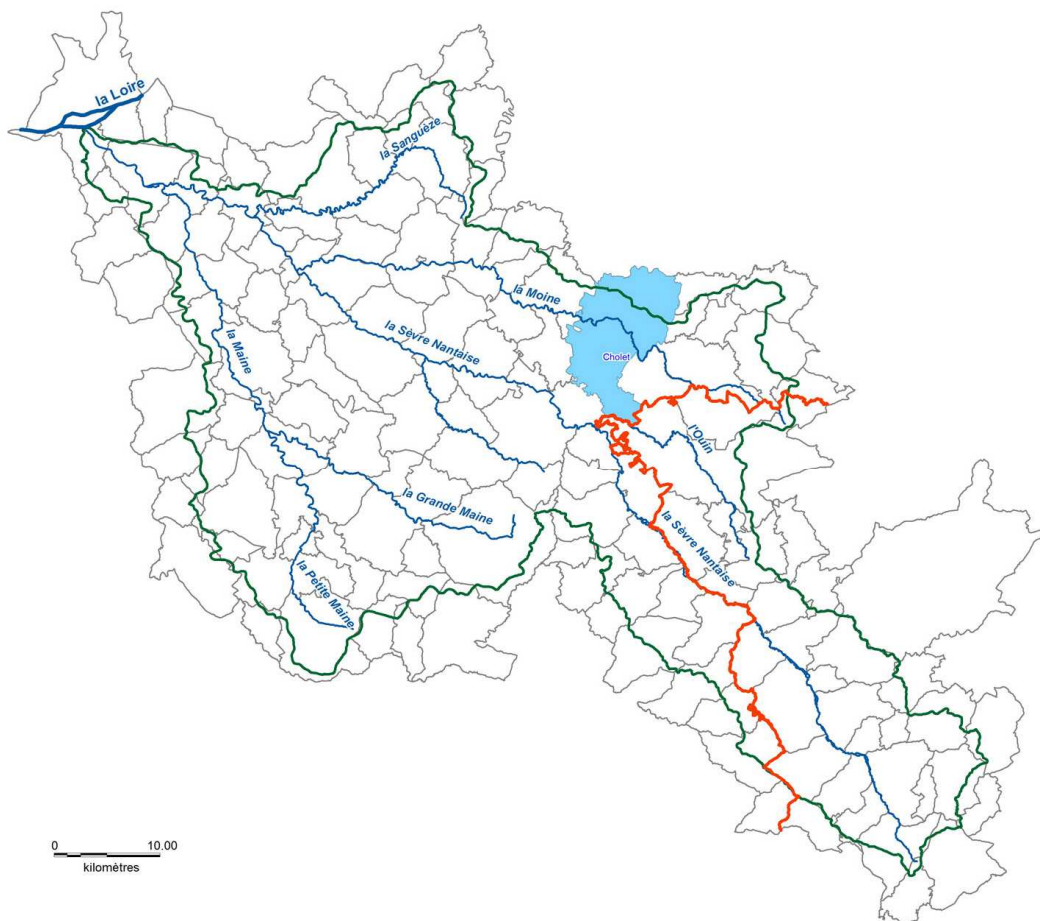 la Loire
la Sanguèze
la Moine
la Sèvre Nantaise
Cholet
la Maine
l'Ouin
la Grande Maine
la Sèvre Nantaise
la Petite Maine
0 10.00
kilomètres